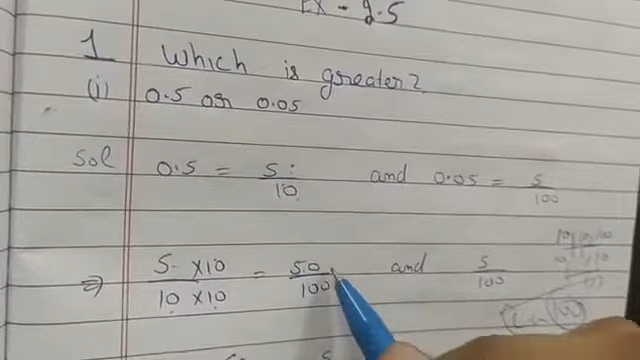 Ex - 2.5
1 Which is greater?
(i) 0.5 or 0.05
Sol 0.5 = 5/10 and 0.05 = 5/100
⇒ 5 × 10 / 10 × 10 = 50/100 and 5/100